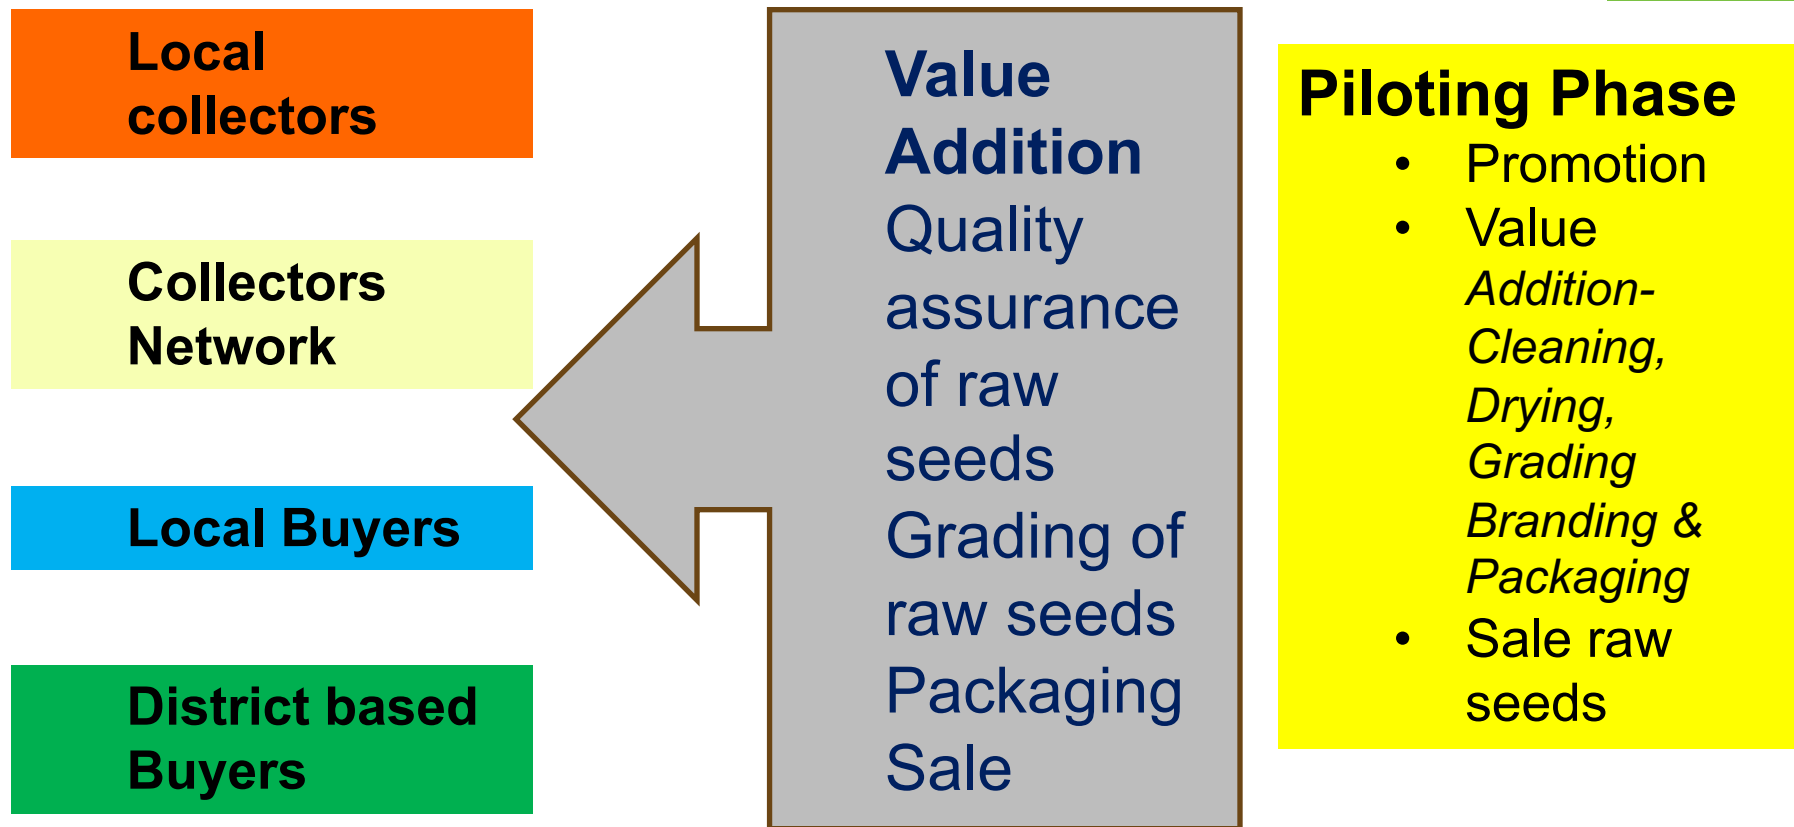 Local
collectors
Collectors
Network
Local Buyers
District based
Buyers
Value
Addition
Quality
assurance
of raw
seeds
Grading of
raw seeds
Packaging
Sale
Piloting Phase
• Promotion
• Value
Addition-
Cleaning,
Drying,
Grading
Branding &
Packaging
• Sale raw
seeds